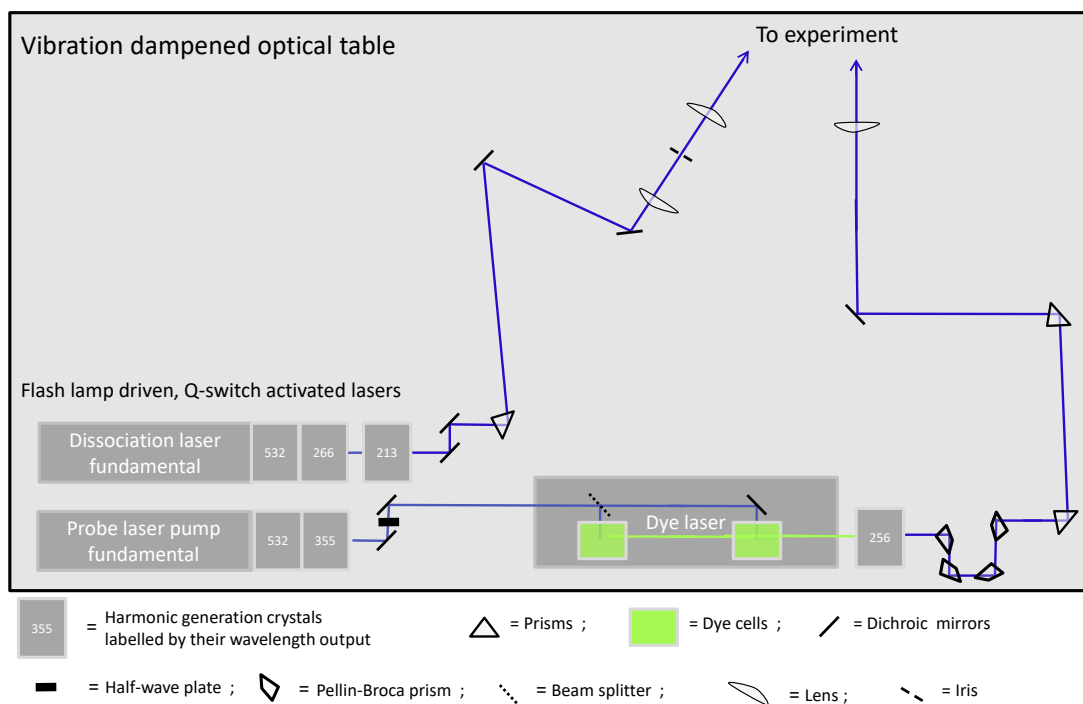 Vibration dampened optical table
To experiment
Flash lamp driven, Q-switch activated lasers
Dissociation laser
fundamental
532
266
213
Probe laser pump
fundamental
532
355
Dye laser
256
355
= Harmonic generation crystals
labelled by their wavelength output
= Prisms ;
= Dye cells ;
= Dichroic mirrors
= Half-wave plate ;
= Pellin-Broca prism ;
= Beam splitter ;
= Lens ;
= Iris